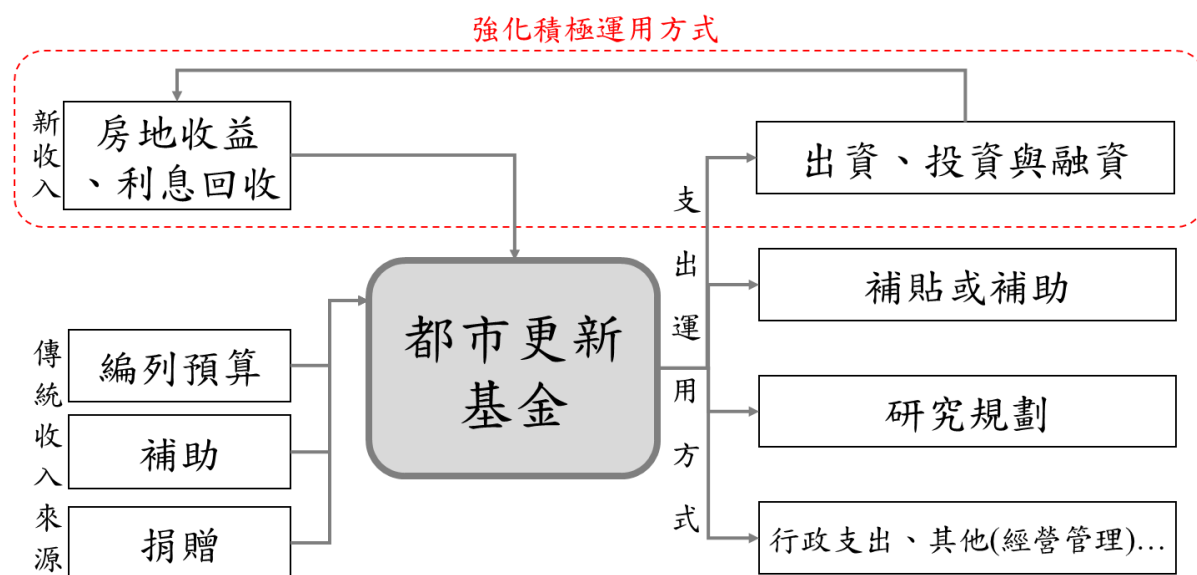 強化積極運用方式
新收入
房地收益
、利息回收
出資、投資與融資
支出運用方式
補貼或補助
都市更新
基金
傳統收入來源
編列預算
研究規劃
補助
捐贈
行政支出、其他(經營管理)…